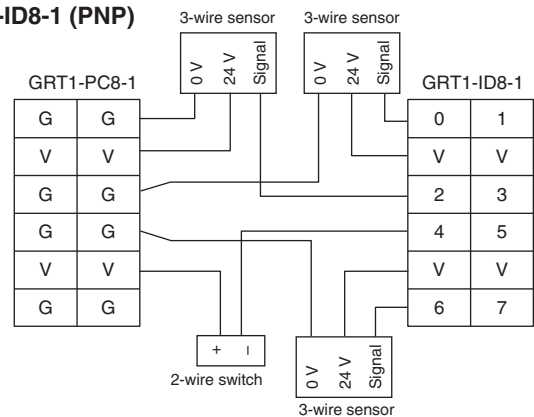 -ID8-1 (PNP)
3-wire sensor 3-wire sensor
0 V 24 V Signal 0 V 24 V Signal
GRT1-PC8-1 GRT1-ID8-1
G G 0 1
V V V V
G G 2 3
G G 4 5
V V V V
G G 6 7
+ –
2-wire switch
0 V 24 V Signal
3-wire sensor